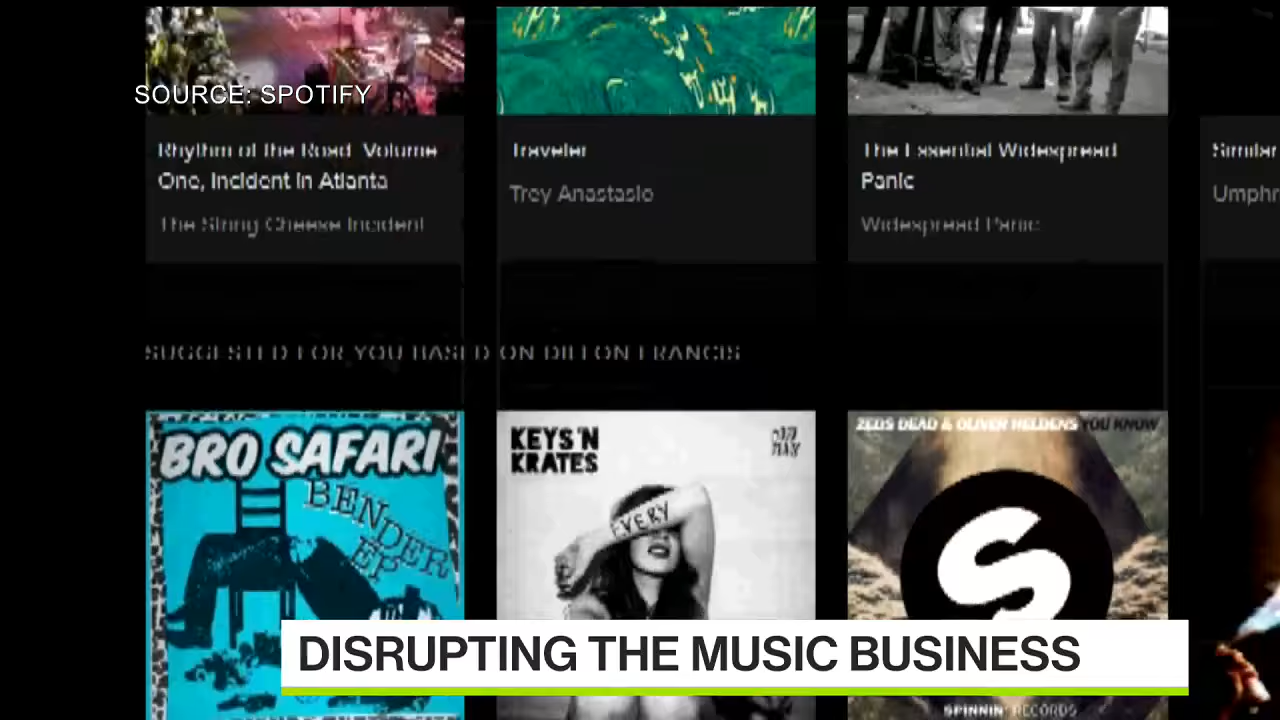 SOURCE: SPOTIFY
Rhythm of the Road Volume
One, Incident in Atlanta
The String Cheese Incident
Traveler
Trey Anastasio
The Essential Widespread
Panic
Widespread Panic
Similar
Umphr
SUGGESTED FOR YOU BASED ON DILLON FRANCIS
BRO SAFARI
BENDER
EP
KEYS'N
KRATES
EVERY
ZEDS DEAD & OLIVER HELDENS YOU KNOW
S
SPINNIN' RECORDS
DISRUPTING THE MUSIC BUSINESS